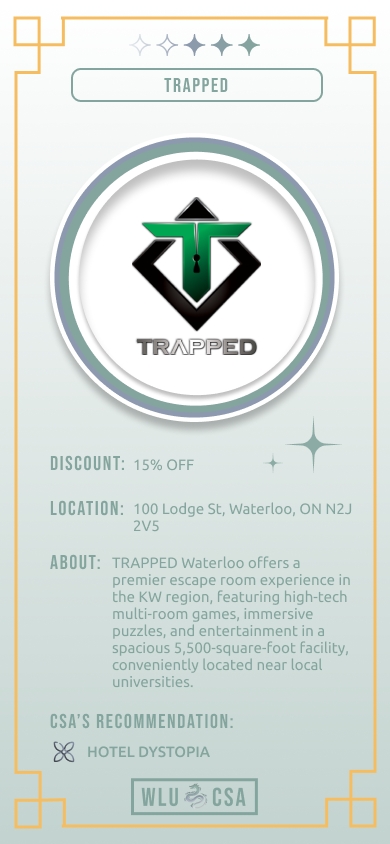 TRAPPED
TRAPPED
DISCOUNT: 15% OFF
LOCATION: 100 Lodge St, Waterloo, ON N2J
2V5
ABOUT: TRAPPED Waterloo offers a
premier escape room experience in
the KW region, featuring high-tech
multi-room games, immersive
puzzles, and entertainment in a
spacious 5,500-square-foot facility,
conveniently located near local
universities.
CSA'S RECOMMENDATION:
HOTEL DYSTOPIA
WLU CSA